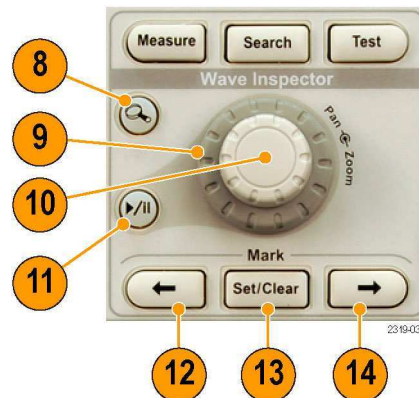 Measure Search Test
8
Wave Inspector
9
Pan Zoom
10
11
Mark
Set/Clear
2319-03
12 13 14